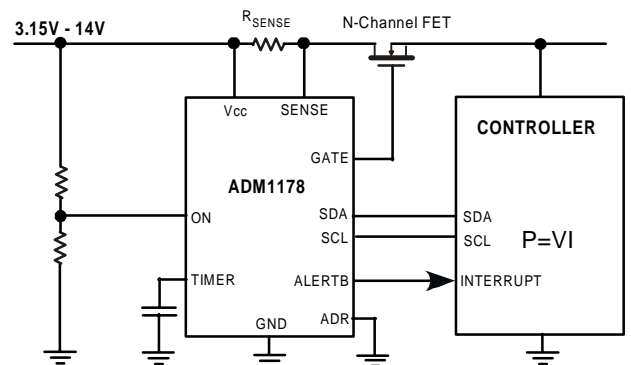 3.15V - 14V
RSENSE
N-Channel FET
Vcc
SENSE
CONTROLLER
GATE
ADM1178
SDA
SDA
ON
SCL
SCL
P=VI
TIMER
ALERTB
INTERRUPT
GND
ADR